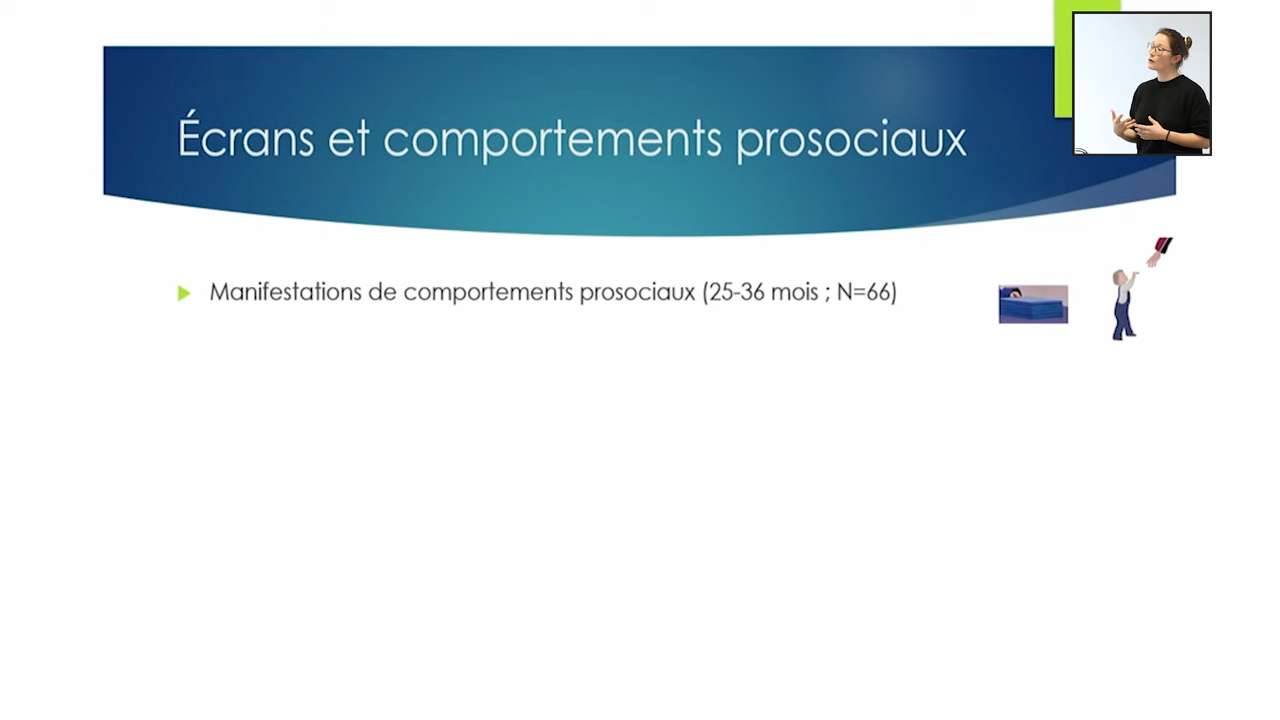 Écrans et comportements prosociaux
Manifestations de comportements prosociaux (25-36 mois ; N=66)